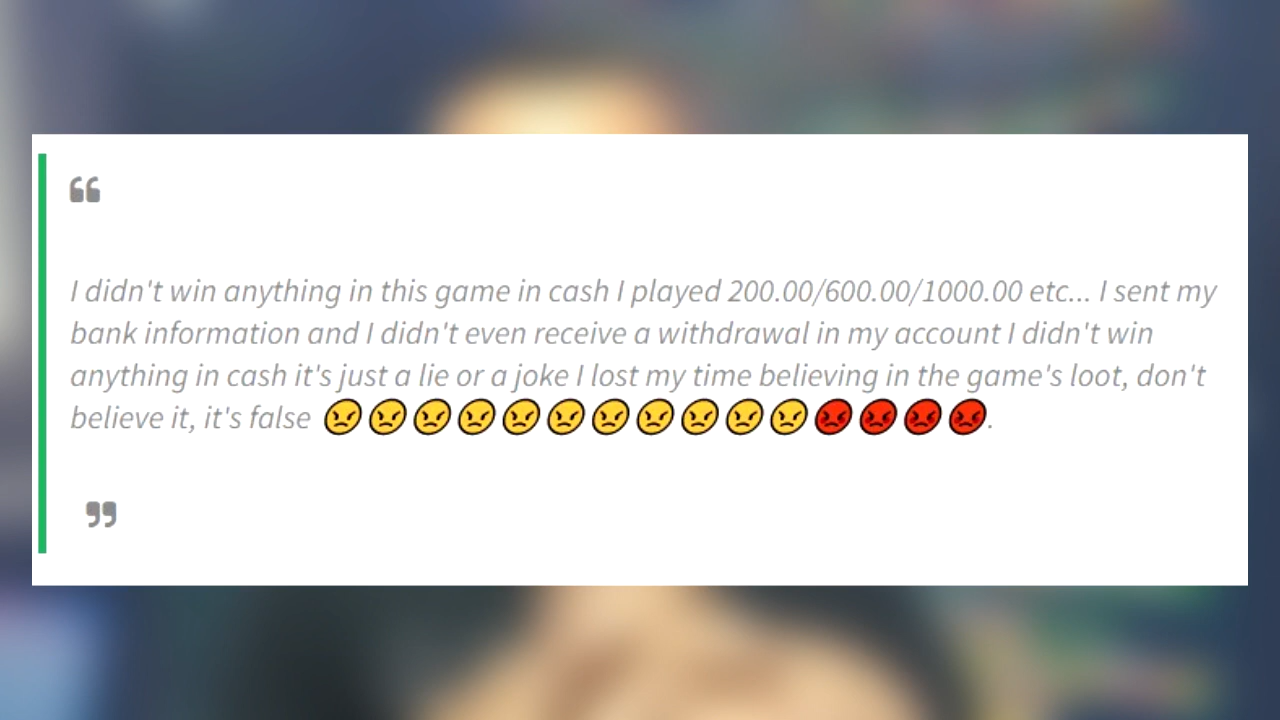 “
I didn't win anything in this game in cash I played 200.00/600.00/1000.00 etc... I sent my
bank information and I didn't even receive a withdrawal in my account I didn't win
anything in cash it's just a lie or a joke I lost my time believing in the game's loot, don't
believe it, it's false 😠😠😠😠😠😠😠😠😠😠😠😡😡😡😡.
”